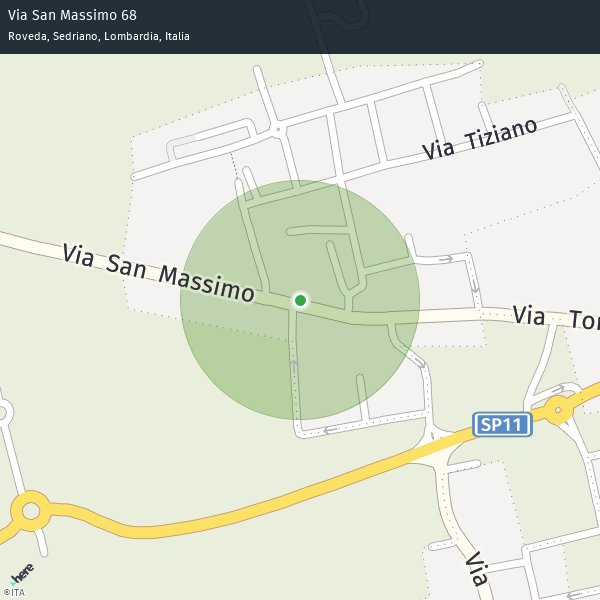 Via San Massimo 68
Roveda, Sedriano, Lombardia, Italia
Via Tiziano
Via San Massimo
Via Tor
SP11
Via
here
©ITA